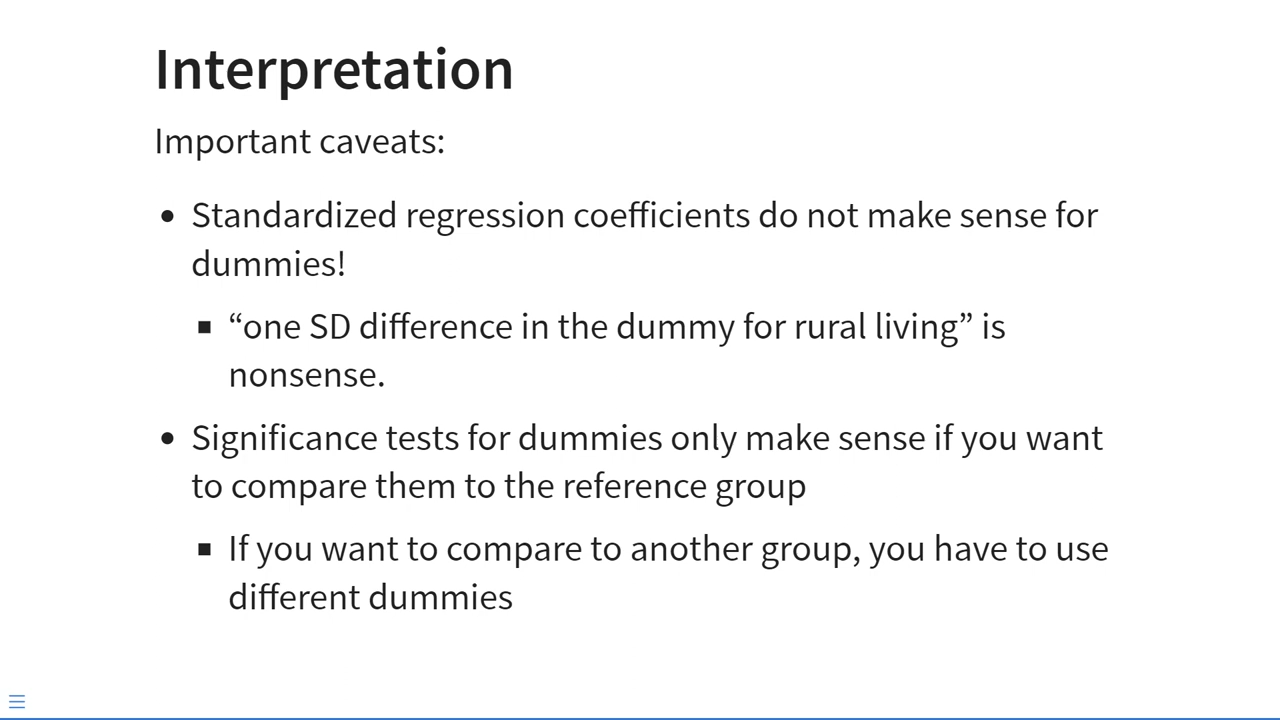 Interpretation
Important caveats:
• Standardized regression coefficients do not make sense for
dummies!
▪ “one SD difference in the dummy for rural living” is
nonsense.
• Significance tests for dummies only make sense if you want
to compare them to the reference group
▪ If you want to compare to another group, you have to use
different dummies